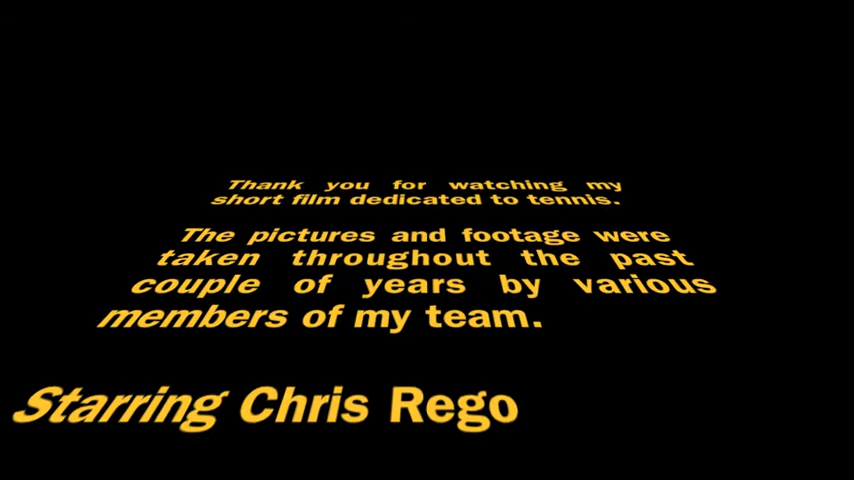 Thank you for watching my
short film dedicated to tennis.
The pictures and footage were
taken throughout the past
couple of years by various
members of my team.
Starring Chris Rego